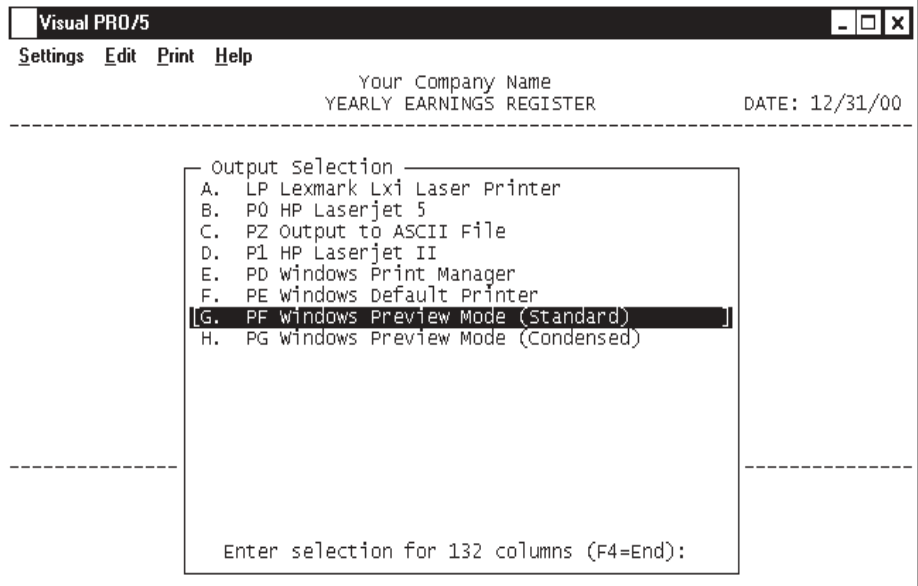 Visual PRO/5
Settings Edit Print Help
Your Company Name
YEARLY EARNINGS REGISTER DATE: 12/31/00
Output Selection
A. LP Lexmark Lxi Laser Printer
B. P0 HP Laserjet 5
C. PZ Output to ASCII File
D. P1 HP Laserjet II
E. PD Windows Print Manager
F. PE Windows Default Printer
[G. PF Windows Preview Mode (Standard) ]
H. PG Windows Preview Mode (Condensed)
Enter selection for 132 columns (F4=End):